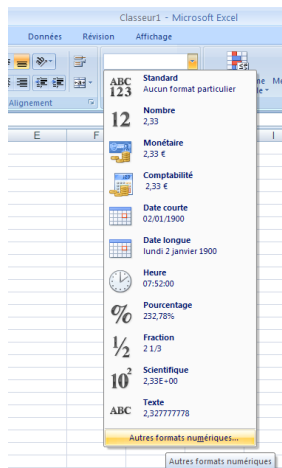 Classeur1 - Microsoft Excel
Données Révision Affichage
Alignement
E F I
ABC 123
Standard
Aucun format particulier
12
Nombre
2,33
Monétaire
2,33 €
Comptabilité
2,33 €
Date courte
02/01/1900
Date longue
lundi 2 janvier 1900
Heure
07:52:00
%
Pourcentage
232,78%
1/2
Fraction
2 1/3
10²
Scientifique
2,33E+00
ABC
Texte
2,327777778
Autres formats numériques...
Autres formats numériques